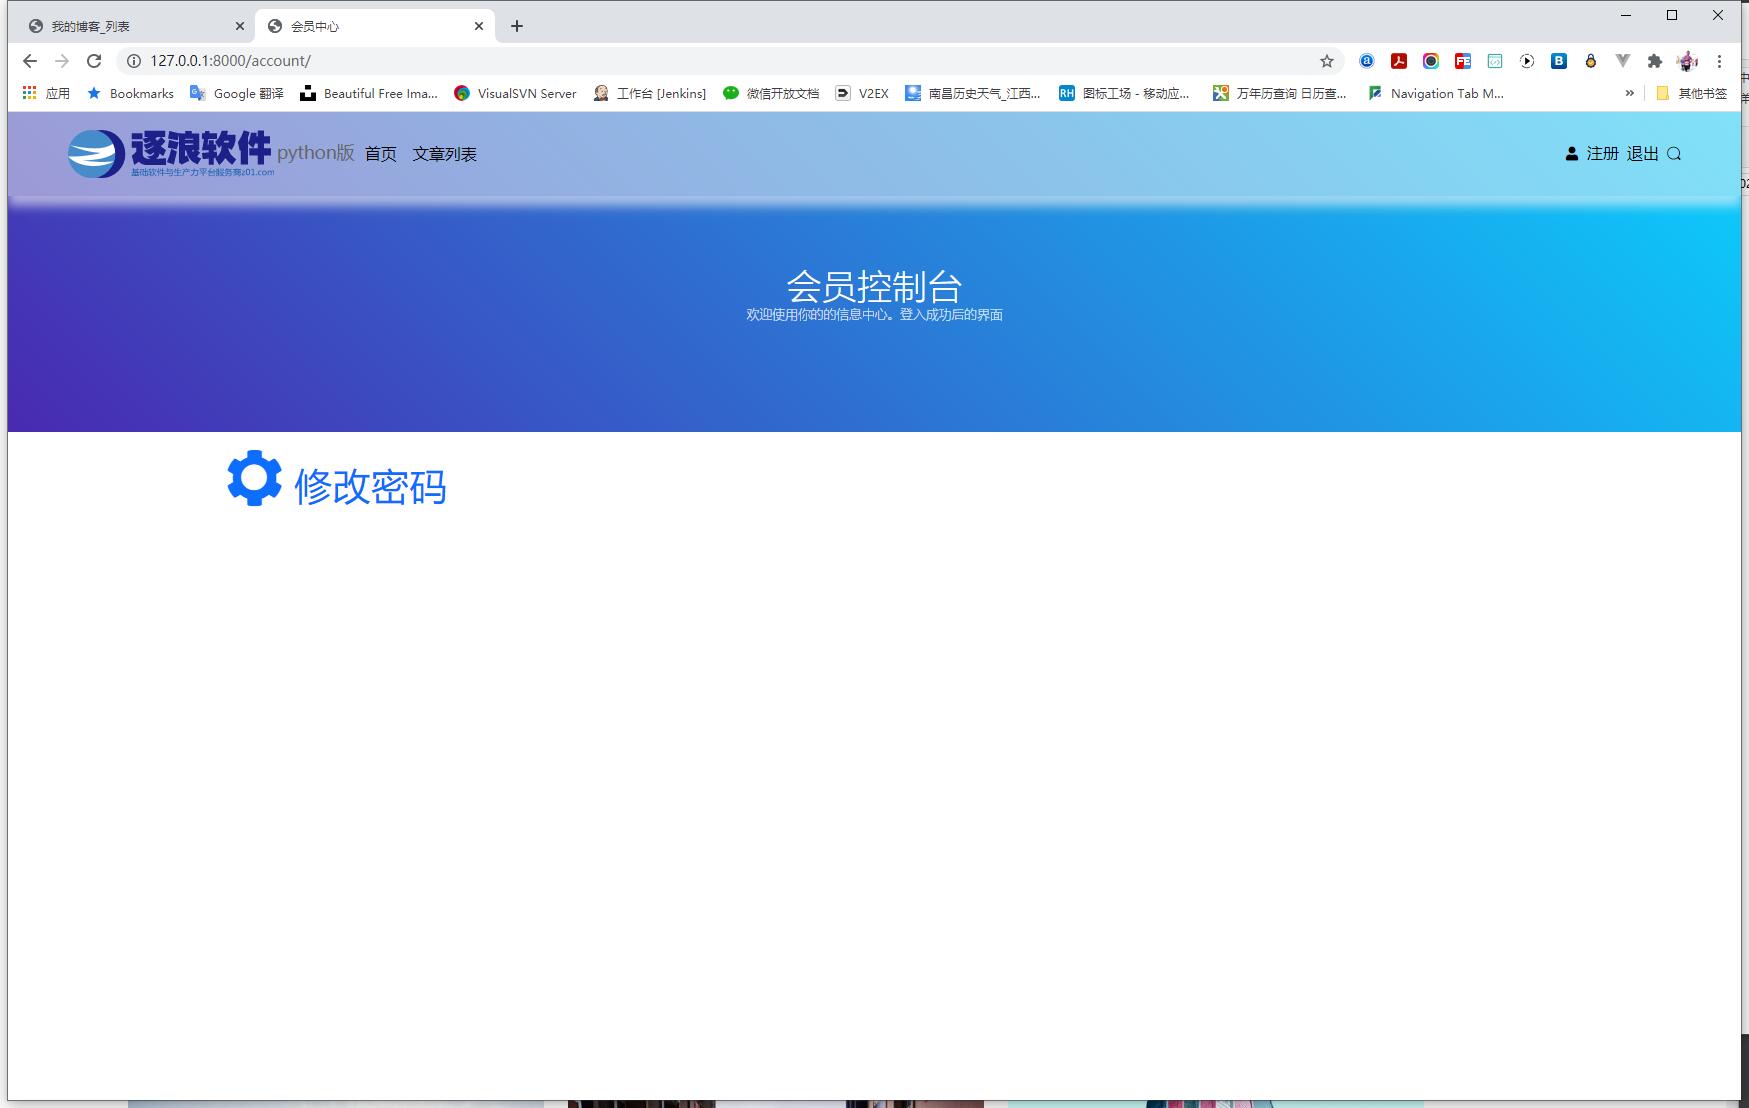 我的博客_列表
会员中心
127.0.0.1:8000/account/
应用 Bookmarks Google 翻译 Beautiful Free Ima... VisualSVN Server 工作台 [Jenkins] 微信开放文档 V2EX 南昌历史天气_江西... 图标工场 - 移动应... 万年历查询 日历查... Navigation Tab M... » 其他书签
逐浪软件 python版 首页 文章列表 注册 退出
基础软件与生产力平台服务商z01.com
会员控制台
欢迎使用你的的信息中心。登入成功后的界面
修改密码